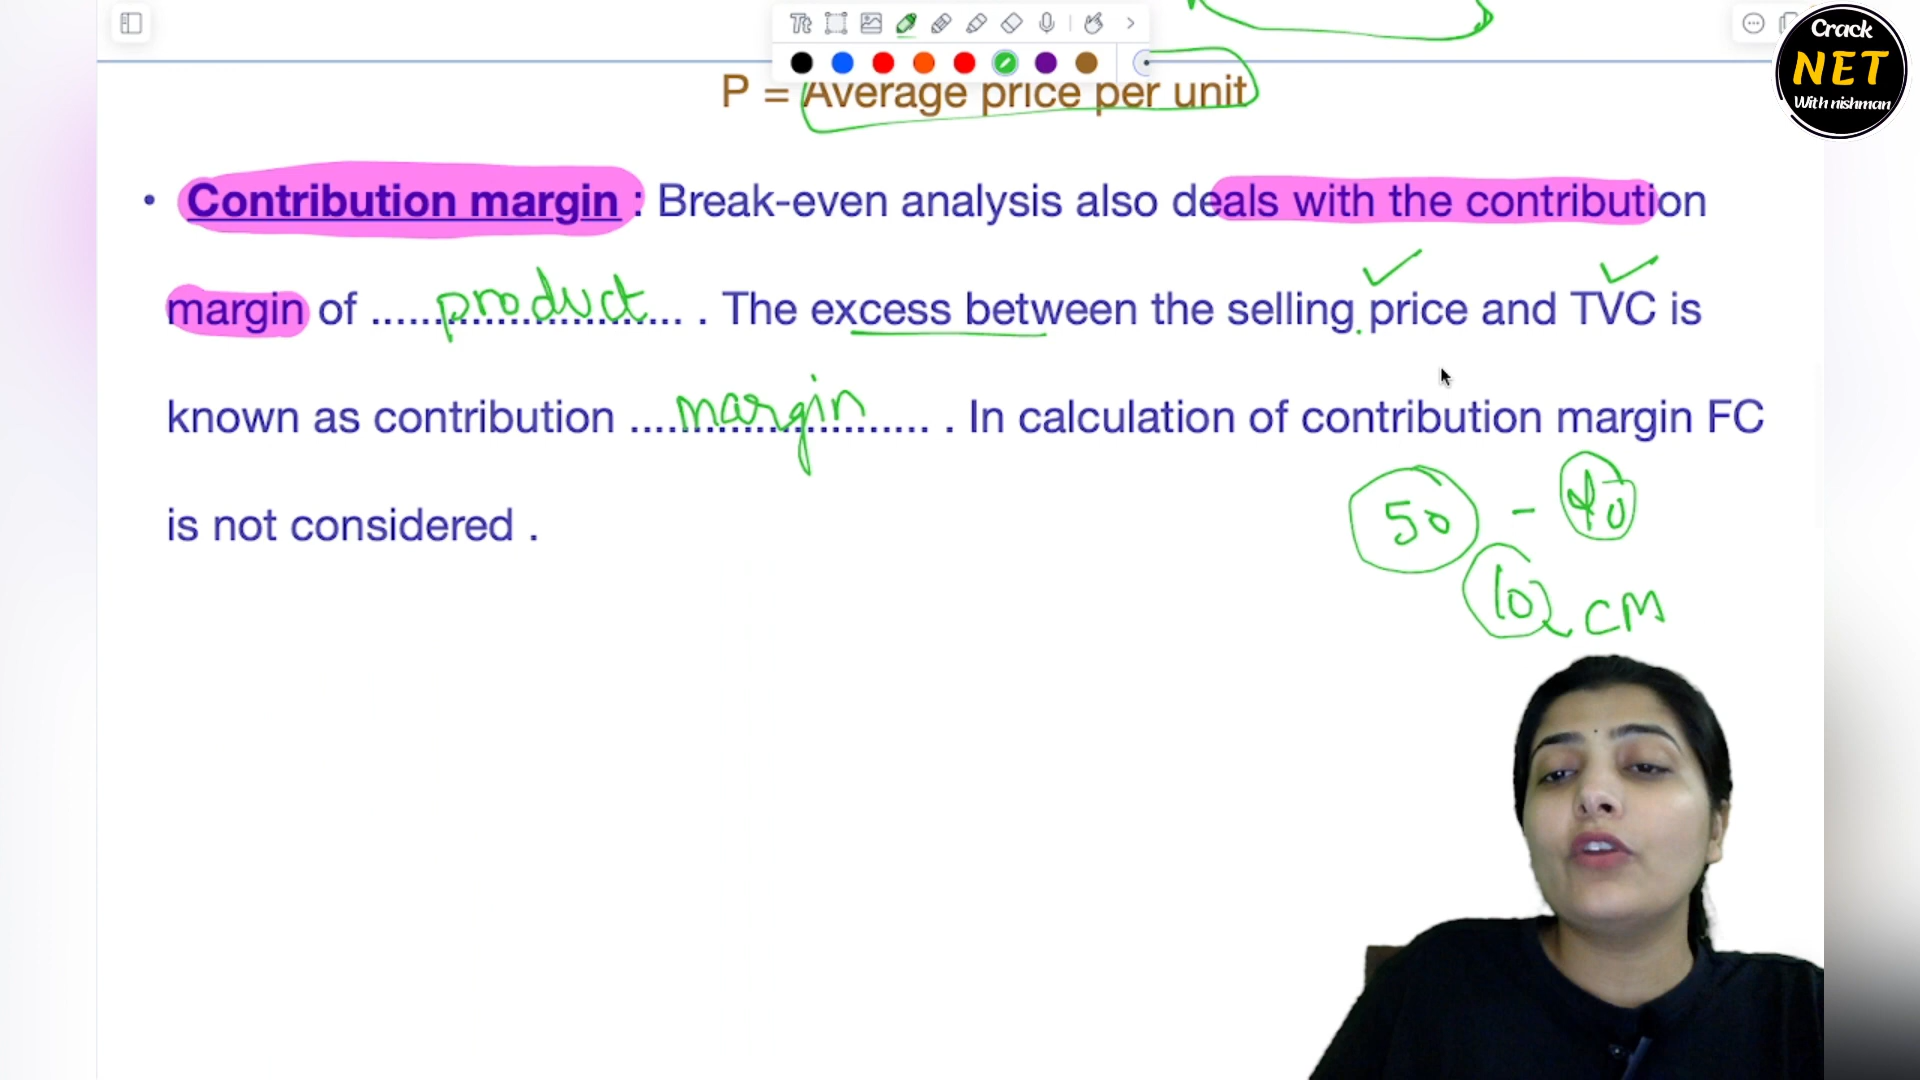 Tt
Crack
NET
With nishman
P = Average price per unit
• Contribution margin : Break-even analysis also deals with the contribution
margin of ..........product.......... . The excess between the selling price and TVC is
known as contribution ..........margin.......... . In calculation of contribution margin FC
is not considered .
50 - 40
10 CM